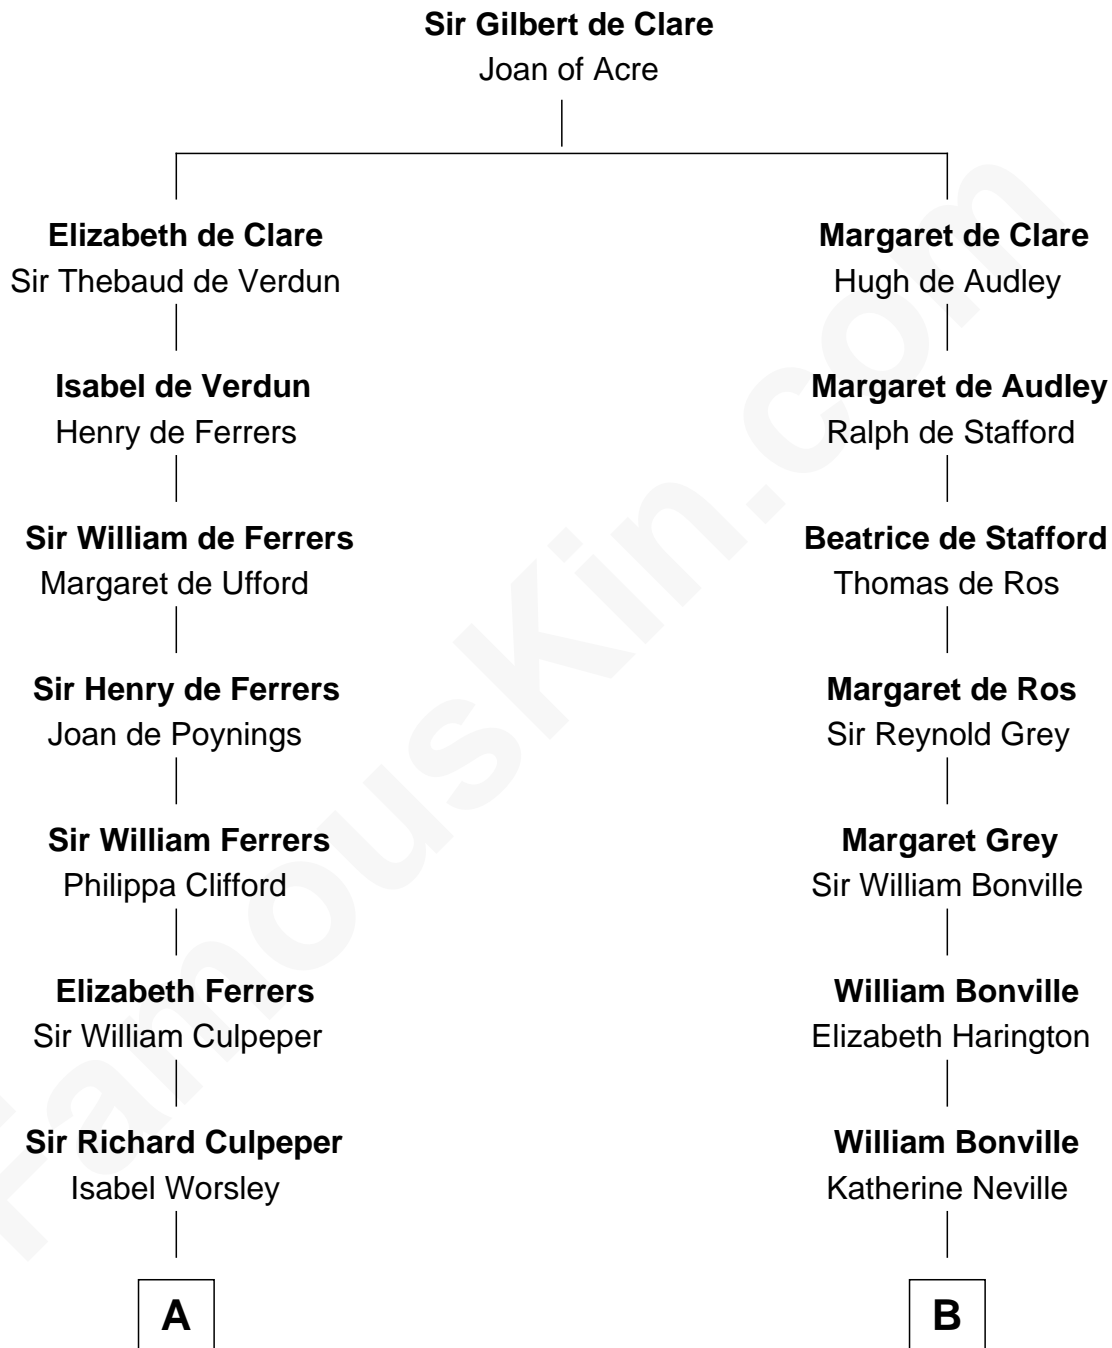 Sir Gilbert de Clare
Joan of Acre
Elizabeth de Clare
Sir Thebaud de Verdun
Margaret de Clare
Hugh de Audley
Isabel de Verdun
Henry de Ferrers
Margaret de Audley
Ralph de Stafford
Sir William de Ferrers
Margaret de Ufford
Beatrice de Stafford
Thomas de Ros
Sir Henry de Ferrers
Joan de Poynings
Margaret de Ros
Sir Reynold Grey
Sir William Ferrers
Philippa Clifford
Margaret Grey
Sir William Bonville
Elizabeth Ferrers
Sir William Culpeper
William Bonville
Elizabeth Harington
Sir Richard Culpeper
Isabel Worsley
William Bonville
Katherine Neville
A
B
FamousKin.com